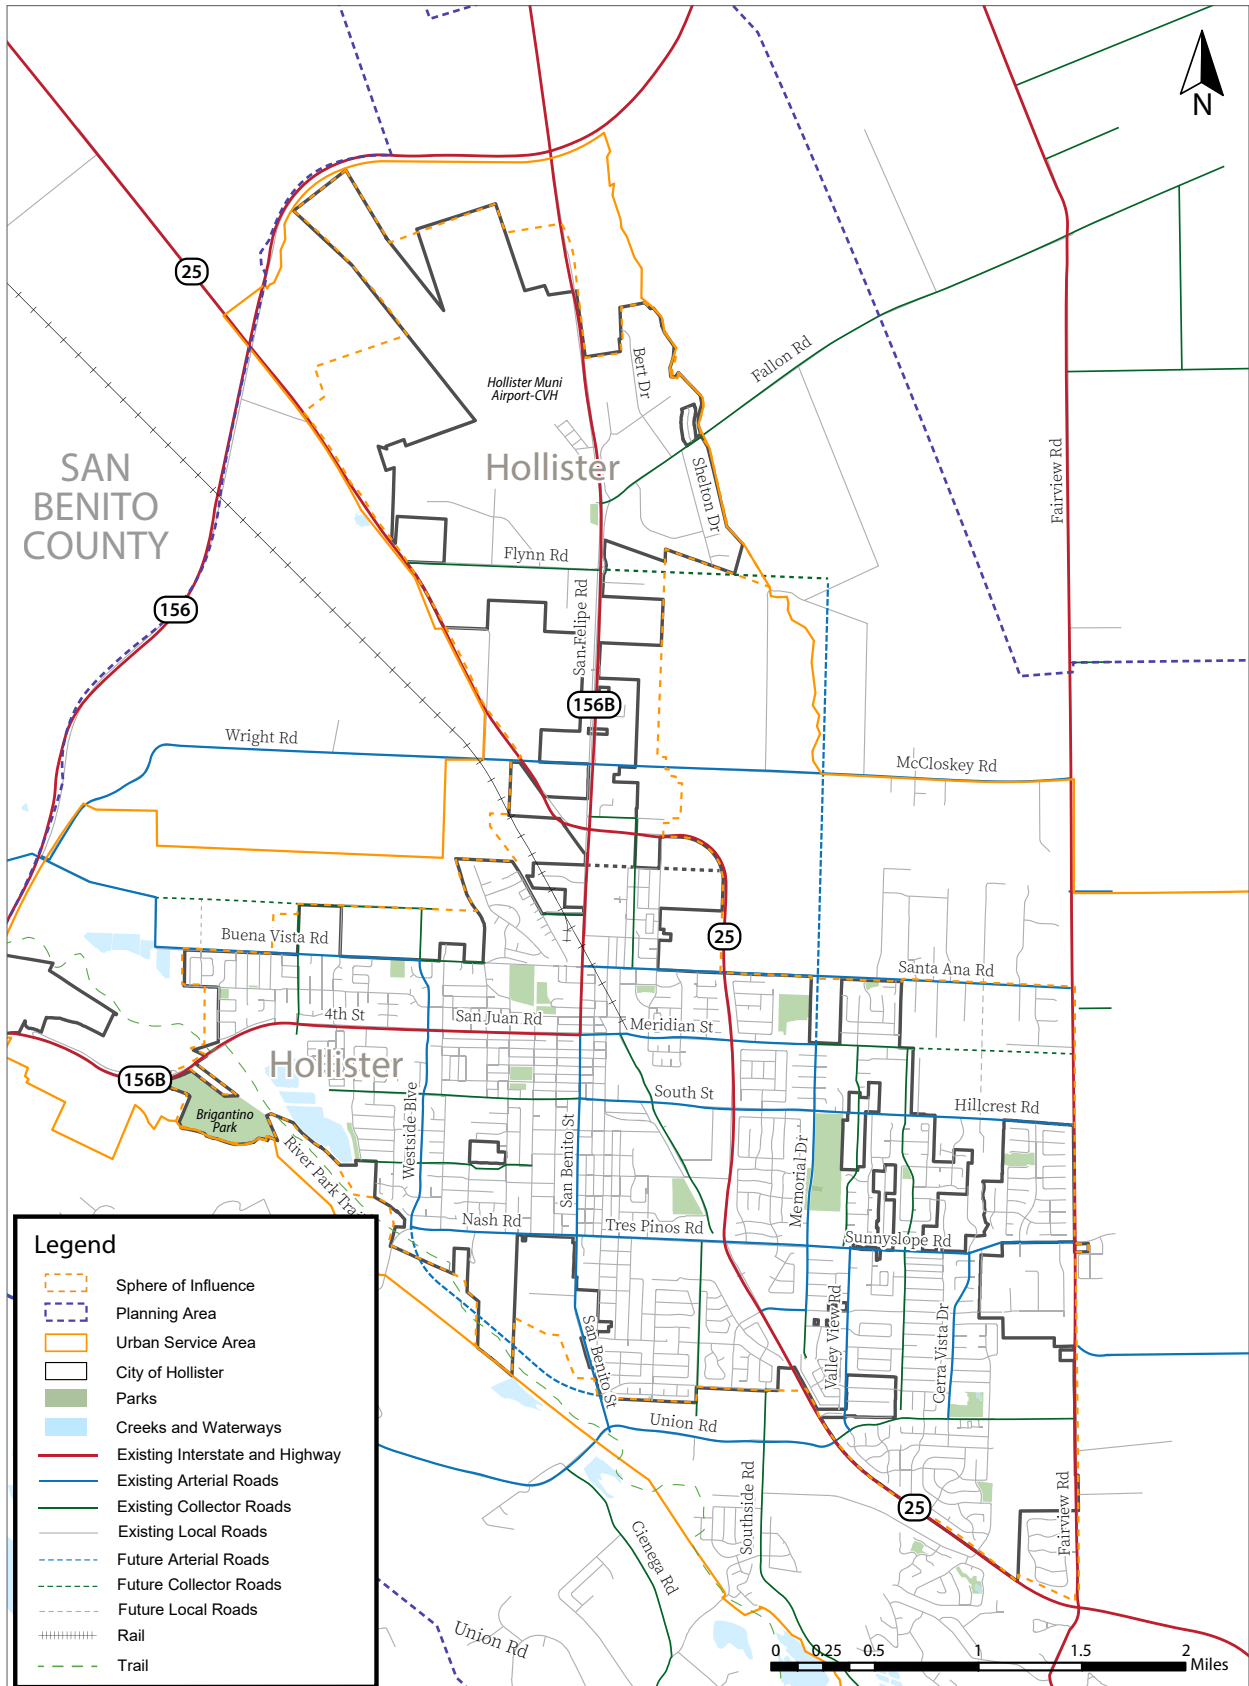 N
25
Hollister Muni
Airport-CVH
Bert Dr
Fallon Rd
Hollister
Shelton Dr
Fairview Rd
SAN
BENITO
COUNTY
Flynn Rd
San Felipe Rd
156
156B
Wright Rd
McCloskey Rd
25
Buena Vista Rd
Santa Ana Rd
4th St
San Juan Rd
Meridian St
Hollister
156B
Brigantino
Park
South St
Hillcrest Rd
Westside Blve
San Benito St
Memorial Dr
River Park Trail
Nash Rd
Tres Pinos Rd
Sunnyslope Rd
Valley View Rd
Cerra Vista Dr
San Benito St
Union Rd
Southside Rd
25
Fairview Rd
Cienega Rd
Union Rd
Legend
Sphere of Influence
Planning Area
Urban Service Area
City of Hollister
Parks
Creeks and Waterways
Existing Interstate and Highway
Existing Arterial Roads
Existing Collector Roads
Existing Local Roads
Future Arterial Roads
Future Collector Roads
Future Local Roads
Rail
Trail
0 0.25 0.5 1 1.5 2
Miles